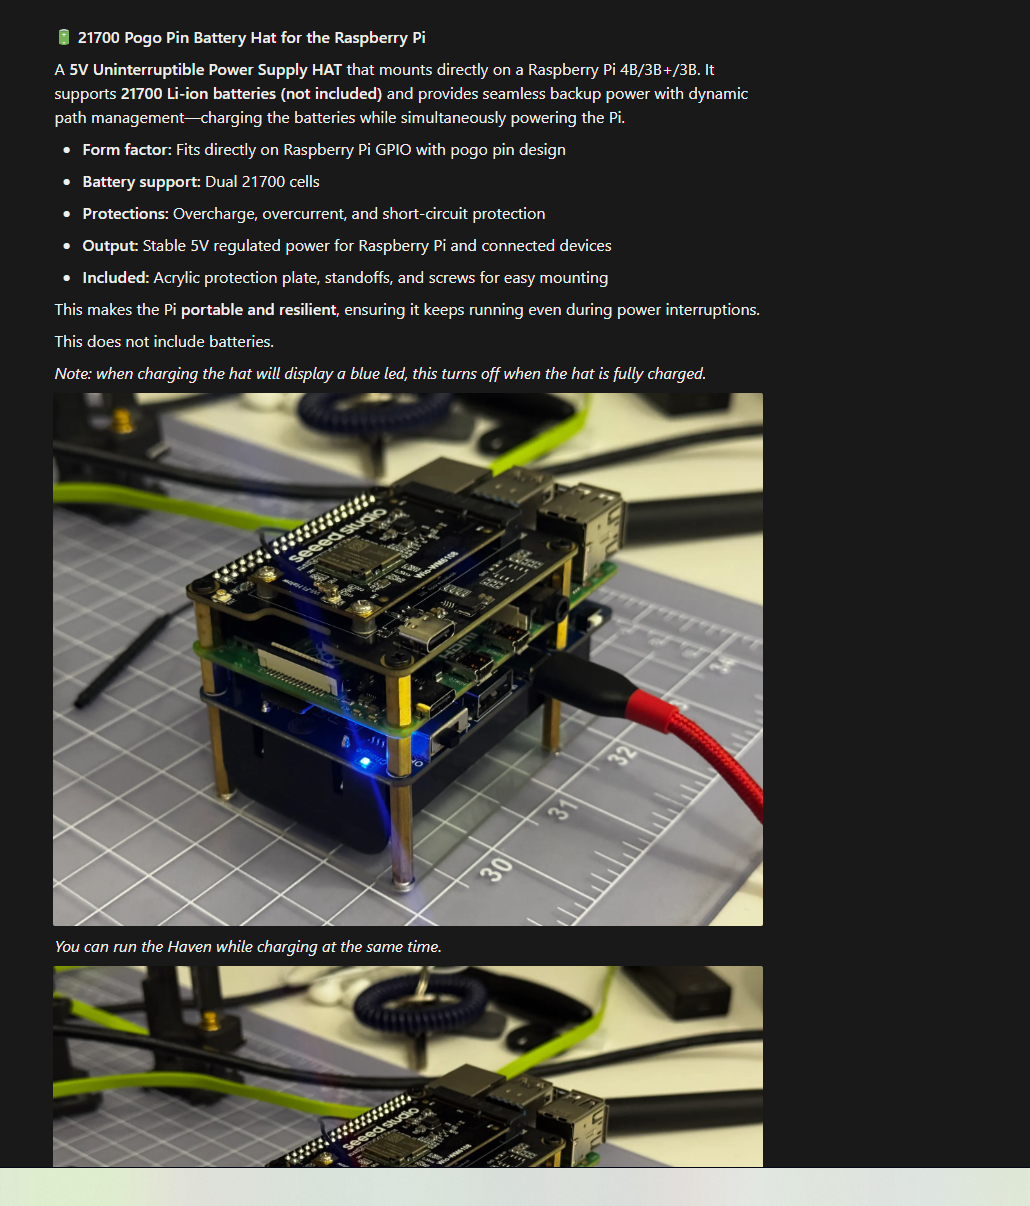 21700 Pogo Pin Battery Hat for the Raspberry Pi
A 5V Uninterruptible Power Supply HAT that mounts directly on a Raspberry Pi 4B/3B+/3B. It
supports 21700 Li-ion batteries (not included) and provides seamless backup power with dynamic
path management—charging the batteries while simultaneously powering the Pi.
Form factor: Fits directly on Raspberry Pi GPIO with pogo pin design
Battery support: Dual 21700 cells
Protections: Overcharge, overcurrent, and short-circuit protection
Output: Stable 5V regulated power for Raspberry Pi and connected devices
Included: Acrylic protection plate, standoffs, and screws for easy mounting
This makes the Pi portable and resilient, ensuring it keeps running even during power interruptions.
This does not include batteries.
Note: when charging the hat will display a blue led, this turns off when the hat is fully charged.
seeed studio
Wio-WM6108
HDMI
34
32
31
30
You can run the Haven while charging at the same time.
seeed studio
Wio-WM6108